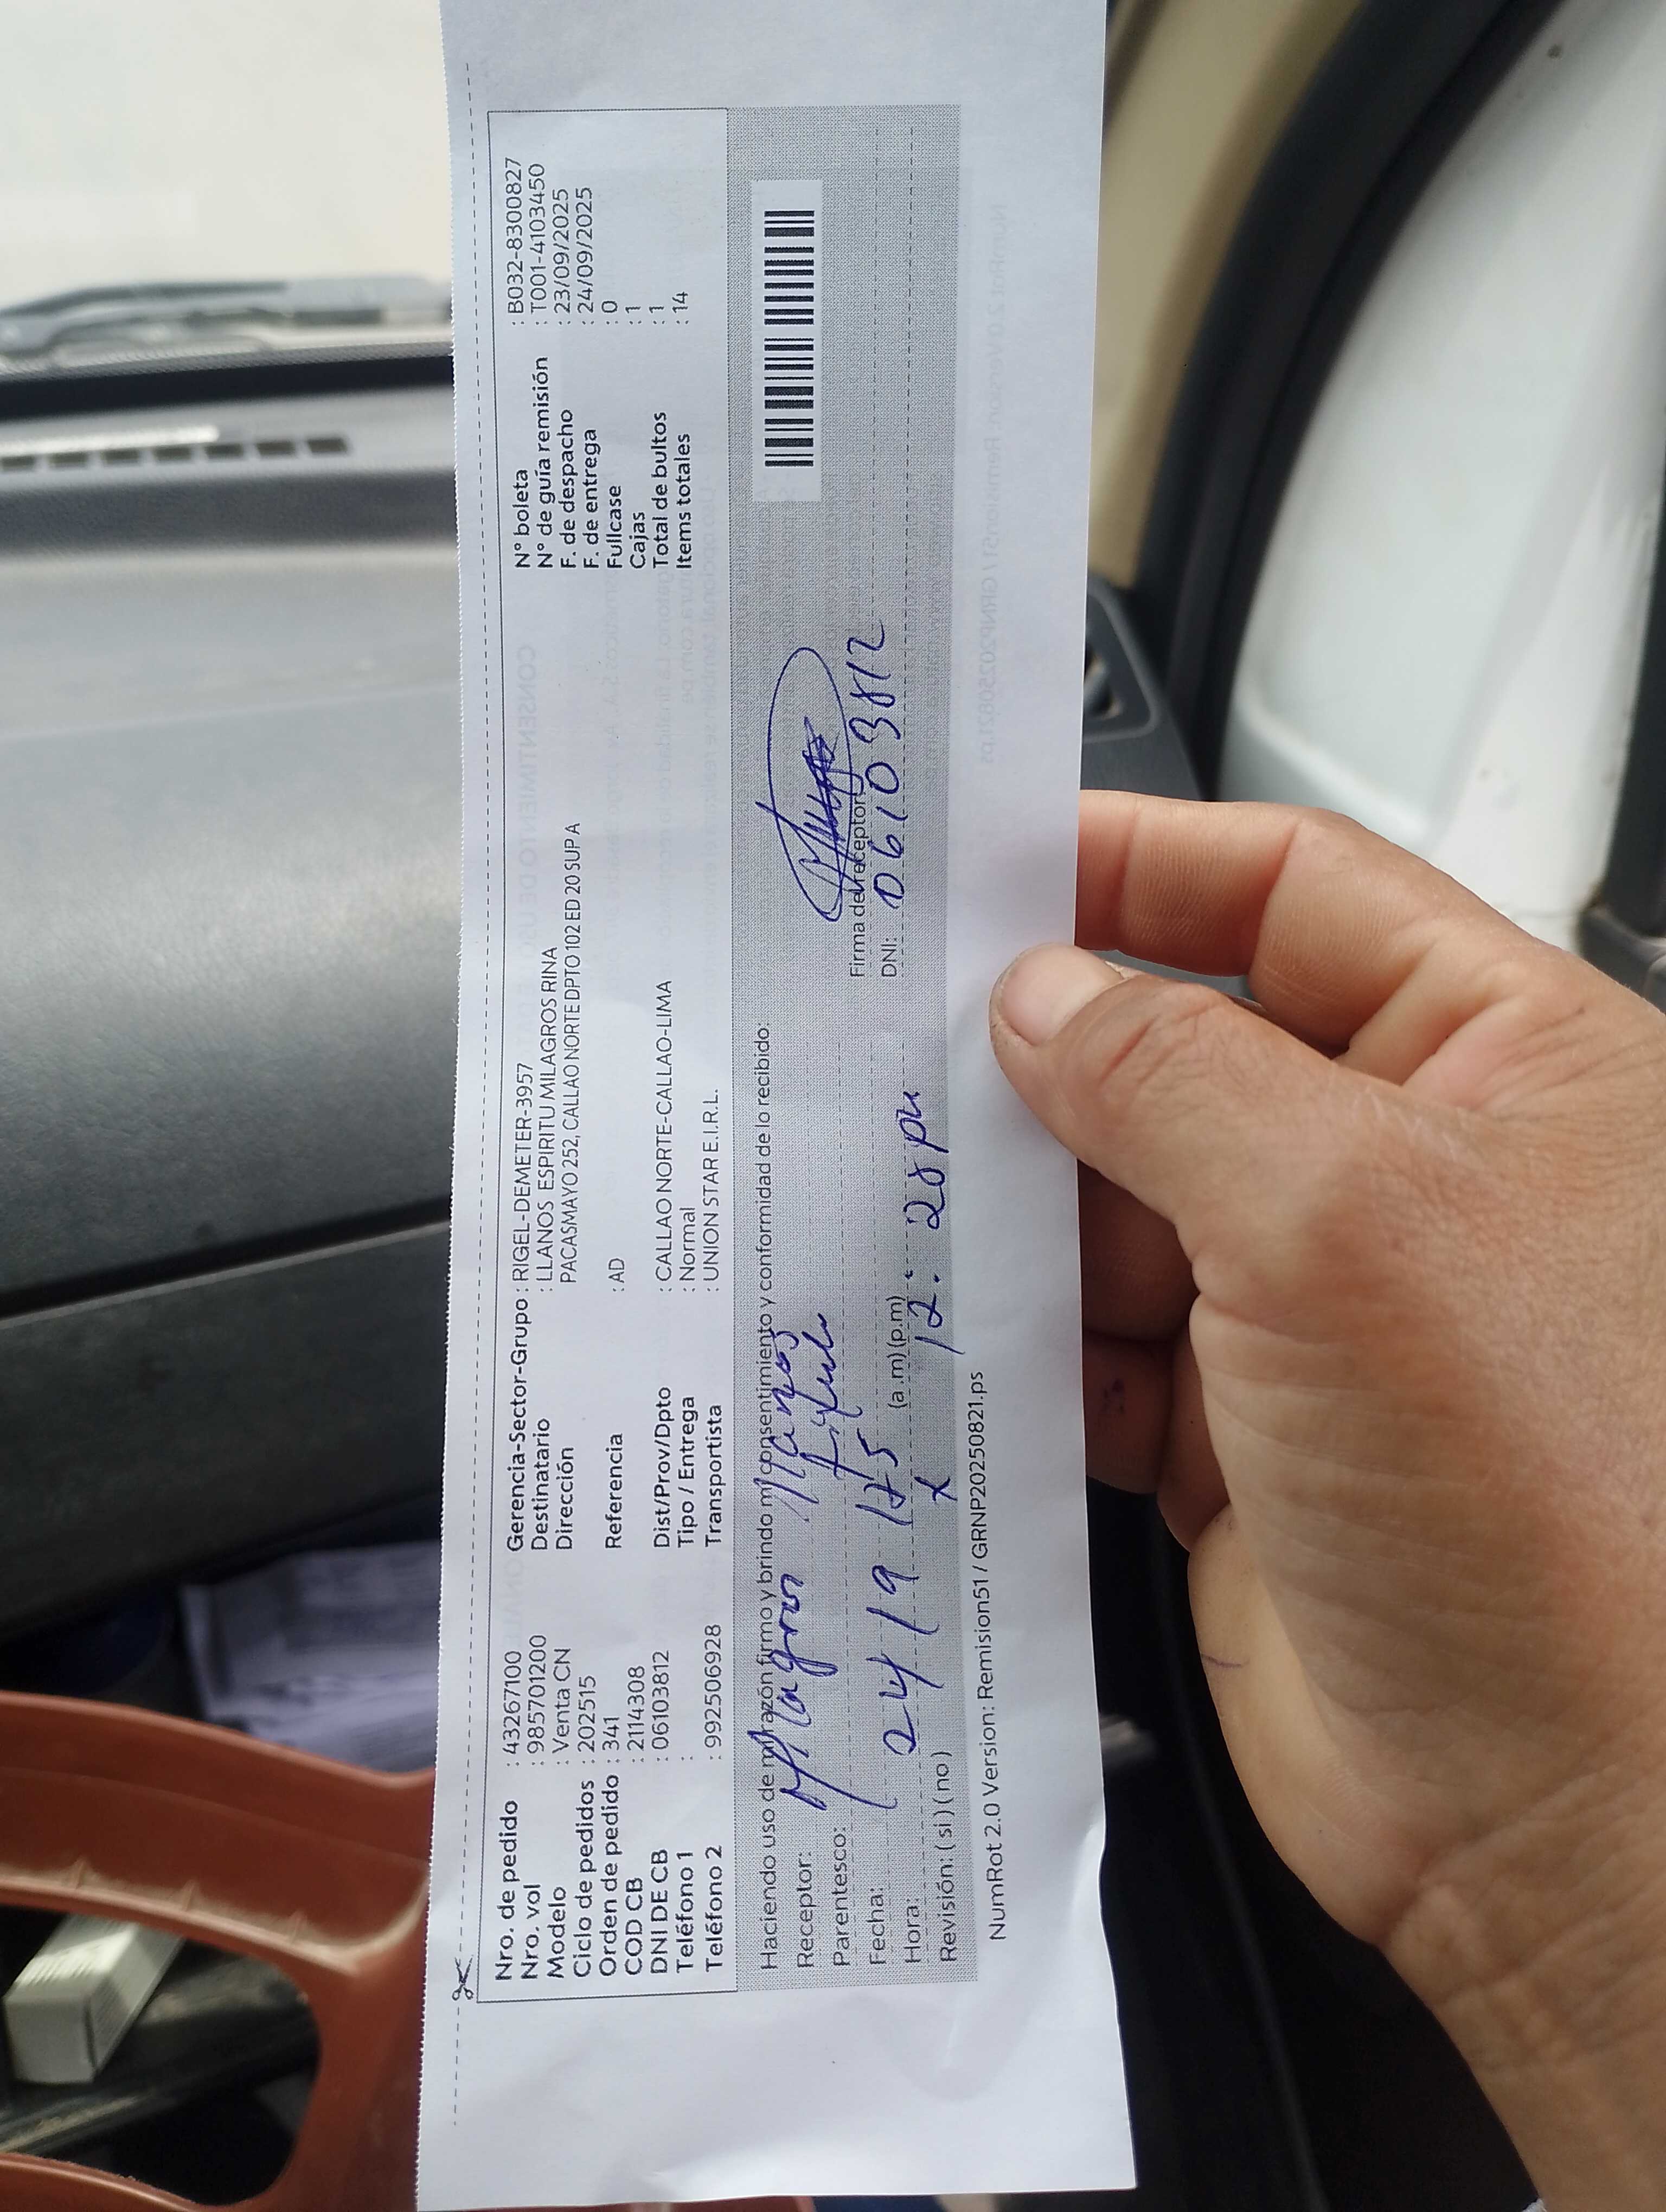 Nro. de pedido : 43267100
Nro. vol : 985701200
Modelo : Venta CN
Ciclo de pedidos : 202515
Orden de pedido : 341
COD CB : 2114308
DNI DE CB : 06103812
Teléfono 1 :
Teléfono 2 : 992506928
Gerencia-Sector-Grupo : RIGEL-DEMETER-3957
Destinatario : LLANOS ESPIRITU MILAGROS RINA
Dirección PACASMAYO 252, CALLAO NORTE DPTO 102 ED 20 SUP A
Referencia : AD
Dist/Prov/Dpto : CALLAO NORTE-CALLAO-LIMA
Tipo / Entrega : Normal
Transportista : UNION STAR E.I.R.L.
N° boleta : B032-8300827
N° de guía remisión : T001-4103450
F. de despacho : 23/09/2025
F. de entrega : 24/09/2025
Fullcase : 0
Cajas : 1
Total de bultos : 1
Items totales : 14
Haciendo uso de mi razón firmo y brindo mi consentimiento y conformidad de lo recibido:
Receptor: Milagros Llanos
Parentesco:
Fecha: 24/9/
Hora: (a.m) (p.m) 12:20 pm
Revisión: ( si ) ( no ) x
Firma del receptor
DNI: 06103812
NumRot 2.0 Version: Remision51 / GRNP20250821.ps